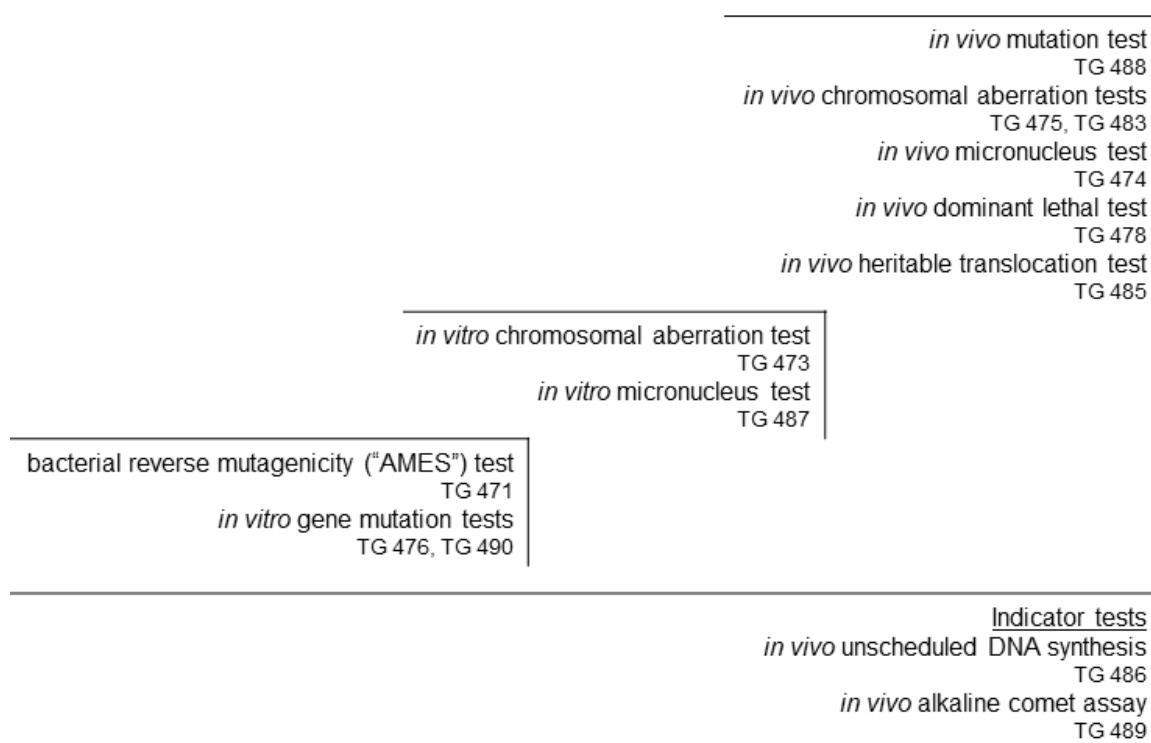 in vivo mutation test
TG 488
in vivo chromosomal aberration tests
TG 475, TG 483
in vivo micronucleus test
TG 474
in vivo dominant lethal test
TG 478
in vivo heritable translocation test
TG 485
in vitro chromosomal aberration test
TG 473
in vitro micronucleus test
TG 487
bacterial reverse mutagenicity (“AMES”) test
TG 471
in vitro gene mutation tests
TG 476, TG 490
Indicator tests
in vivo unscheduled DNA synthesis
TG 486
in vivo alkaline comet assay
TG 489